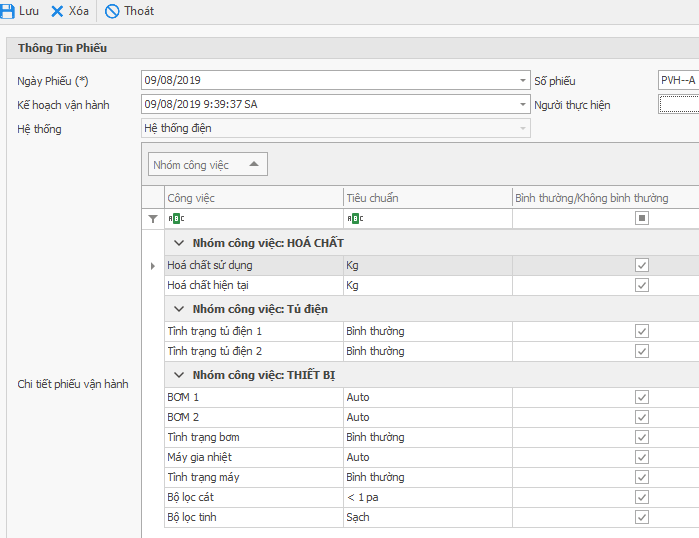 Lưu Xóa Thoát
Thông Tin Phiếu
Ngày Phiếu (*) 09/08/2019 Số phiếu PVH--A
Kế hoạch vận hành 09/08/2019 9:39:37 SA Người thực hiện
Hệ thống Hệ thống điện
Nhóm công việc
Công việc Tiêu chuẩn Bình thường/Không bình thường
ABC ABC
Nhóm công việc: HOÁ CHẤT
Hoá chất sử dụng Kg
Hoá chất hiện tại Kg
Nhóm công việc: Tủ điện
Tình trạng tủ điện 1 Bình thường
Tình trạng tủ điện 2 Bình thường
Nhóm công việc: THIẾT BỊ
Chi tiết phiếu vận hành
BƠM 1 Auto
BƠM 2 Auto
Tình trạng bơm Bình thường
Máy gia nhiệt Auto
Tình trạng máy Bình thường
Bộ lọc cát < 1 pa
Bộ lọc tinh Sạch